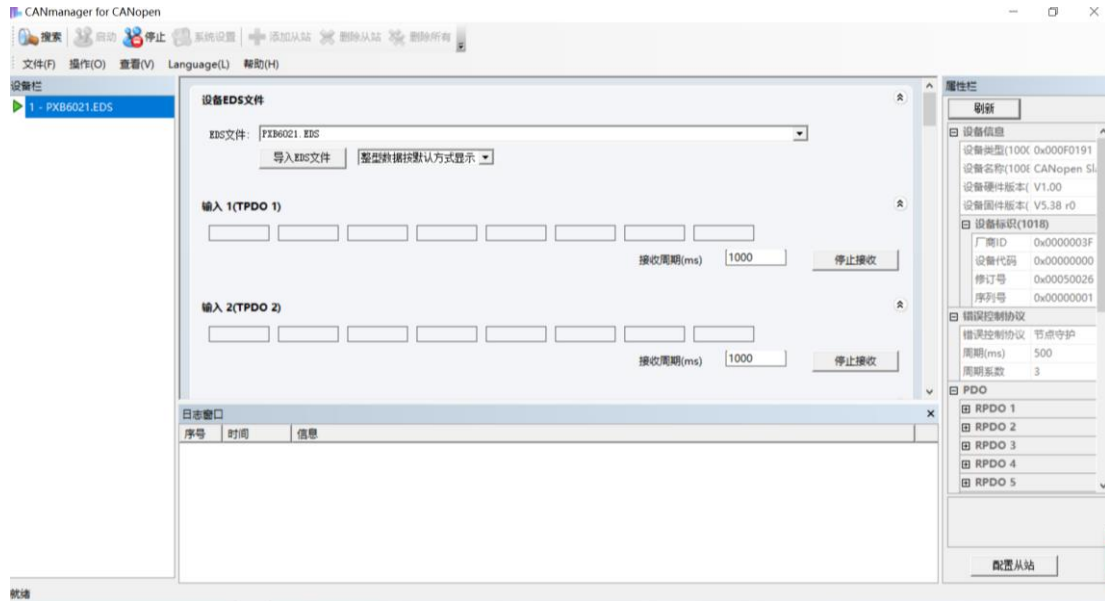 CANmanager for CANopen
搜索 启动 停止 系统设置 添加从站 删除从站 删除所有
文件(F) 操作(O) 查看(V) Language(L) 帮助(H)
设备栏
1 - PXB6021.EDS
设备EDS文件
EDS文件: PXB6021.EDS
导入EDS文件 整型数据按默认方式显示
输入 1(TPDO 1)
接收周期(ms) 1000 停止接收
输入 2(TPDO 2)
接收周期(ms) 1000 停止接收
日志窗口
序号 时间 信息
属性栏
刷新
设备信息
设备类型(100( 0x000F0191
设备名称(100( CANopen Sl
设备硬件版本( V1.00
设备固件版本( V5.38 r0
设备标识(1018)
厂商ID 0x0000003F
设备代码 0x00000000
修订号 0x00050026
序列号 0x00000001
错误控制协议
错误控制协议 节点守护
周期(ms) 500
周期系数 3
PDO
RPDO 1
RPDO 2
RPDO 3
RPDO 4
RPDO 5
配置从站
就绪